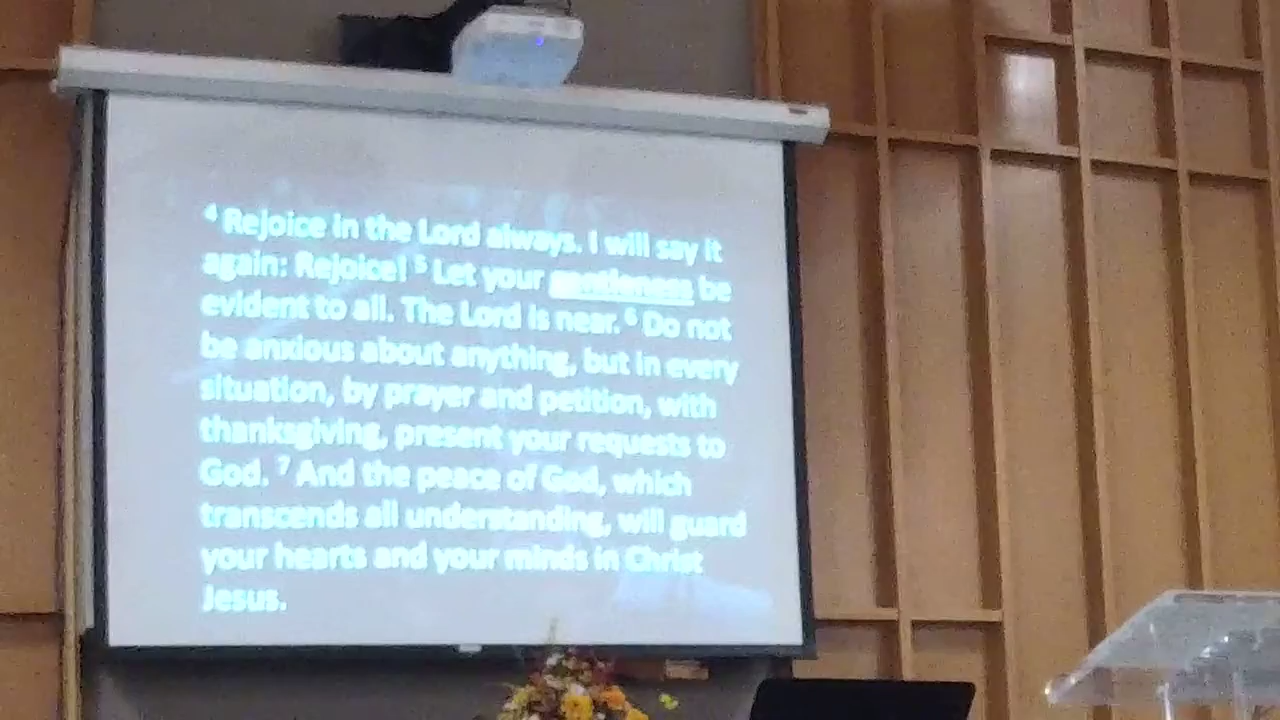 4 Rejoice in the Lord always. I will say it
again: Rejoice! 5 Let your gentleness be
evident to all. The Lord is near. 6 Do not
be anxious about anything, but in every
situation, by prayer and petition, with
thanksgiving, present your requests to
God. 7 And the peace of God, which
transcends all understanding, will guard
your hearts and your minds in Christ
Jesus.